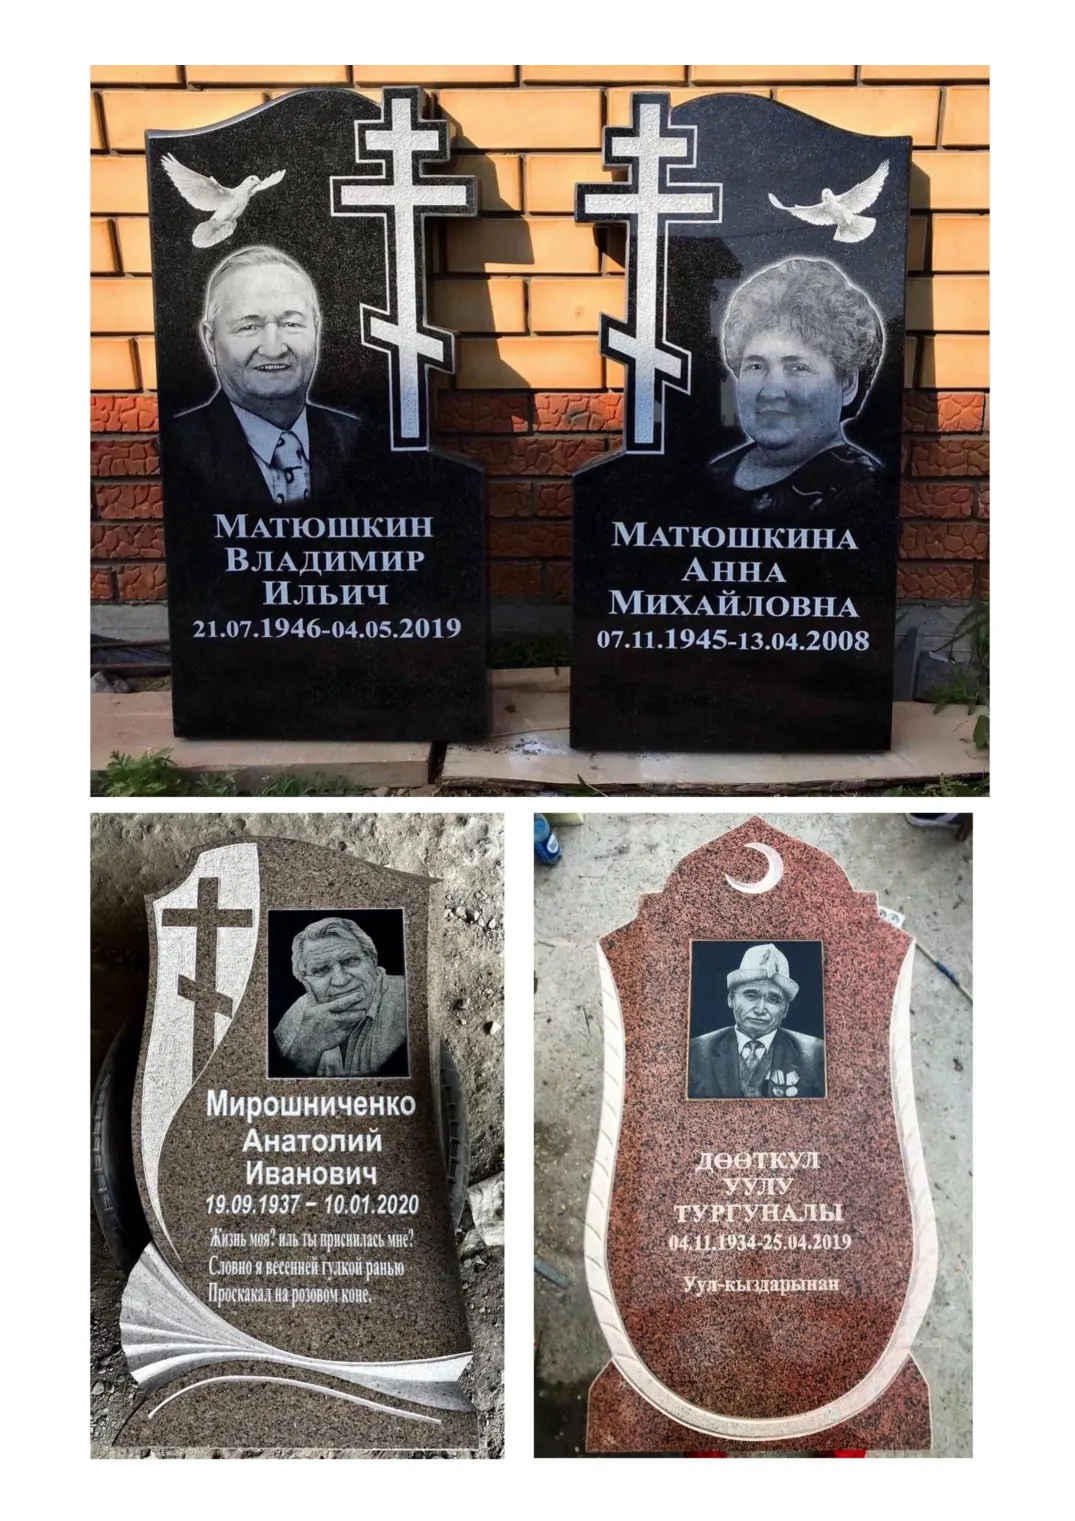 МАТЮШКИН
ВЛАДИМИР
ИЛЬИЧ
21.07.1946-04.05.2019
МАТЮШКИНА
АННА
МИХАЙЛОВНА
07.11.1945-13.04.2008
Мирошниченко
Анатолий
Иванович
19.09.1937 – 10.01.2020
Жизнь моя? иль ты приснилась мне?
Словно я весенней гулкой ранью
Проскакал на розовом коне.
ДӨӨТКУЛ
УУЛУ
ТУРГУНАЛЫ
04.11.1934-25.04.2019
Уул-кыздарынан